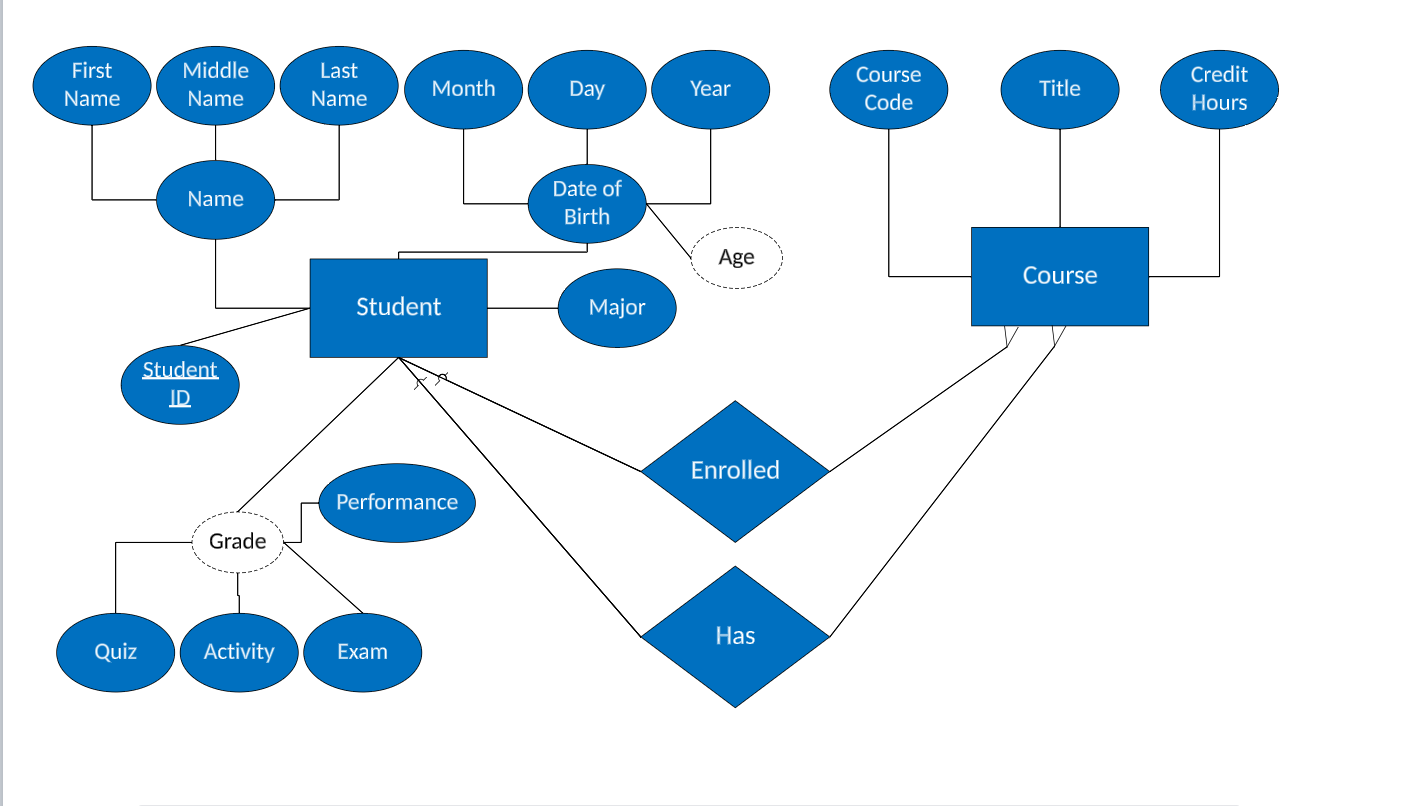 First
Name
Middle
Name
Last
Name
Month
Day
Year
Course
Code
Title
Credit
Hours
Name
Date of
Birth
Age
Course
Student
Major
Student
ID
Enrolled
Performance
Grade
Has
Quiz
Activity
Exam